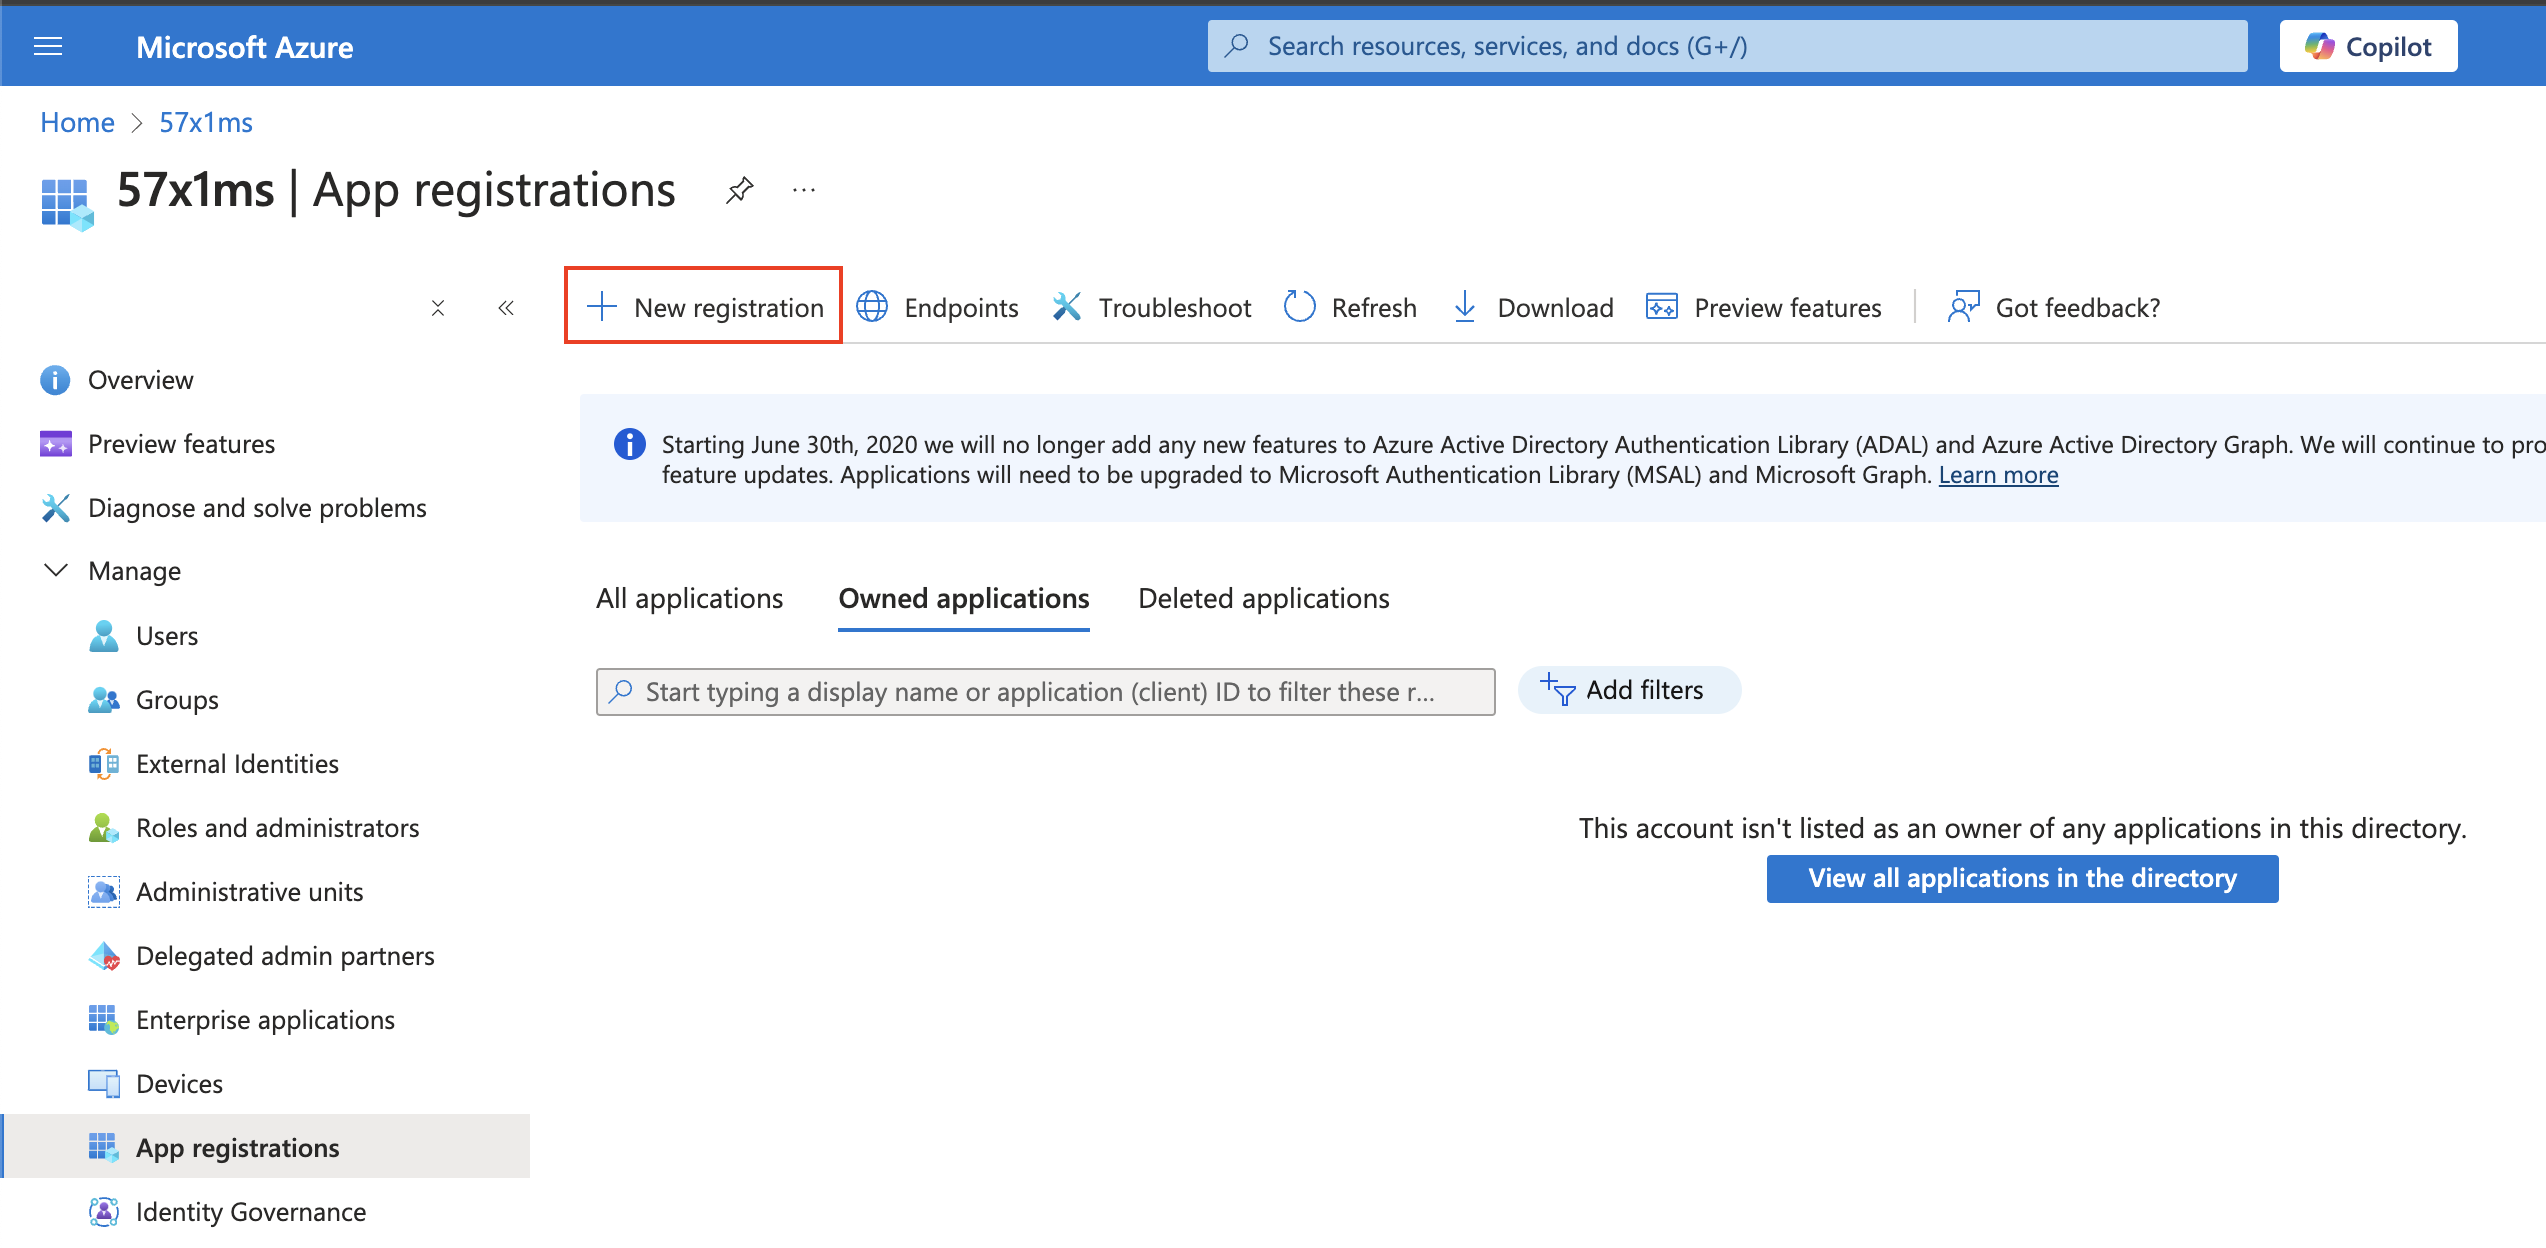 Microsoft Azure
Search resources, services, and docs (G+/)
Copilot
Home > 57x1ms
57x1ms | App registrations
New registration
Endpoints
Troubleshoot
Refresh
Download
Preview features
Got feedback?
Overview
Preview features
Diagnose and solve problems
Manage
Users
Groups
External Identities
Roles and administrators
Administrative units
Delegated admin partners
Enterprise applications
Devices
App registrations
Identity Governance
Starting June 30th, 2020 we will no longer add any new features to Azure Active Directory Authentication Library (ADAL) and Azure Active Directory Graph. We will continue to pro
feature updates. Applications will need to be upgraded to Microsoft Authentication Library (MSAL) and Microsoft Graph. Learn more
All applications
Owned applications
Deleted applications
Start typing a display name or application (client) ID to filter these r...
Add filters
This account isn't listed as an owner of any applications in this directory.
View all applications in the directory